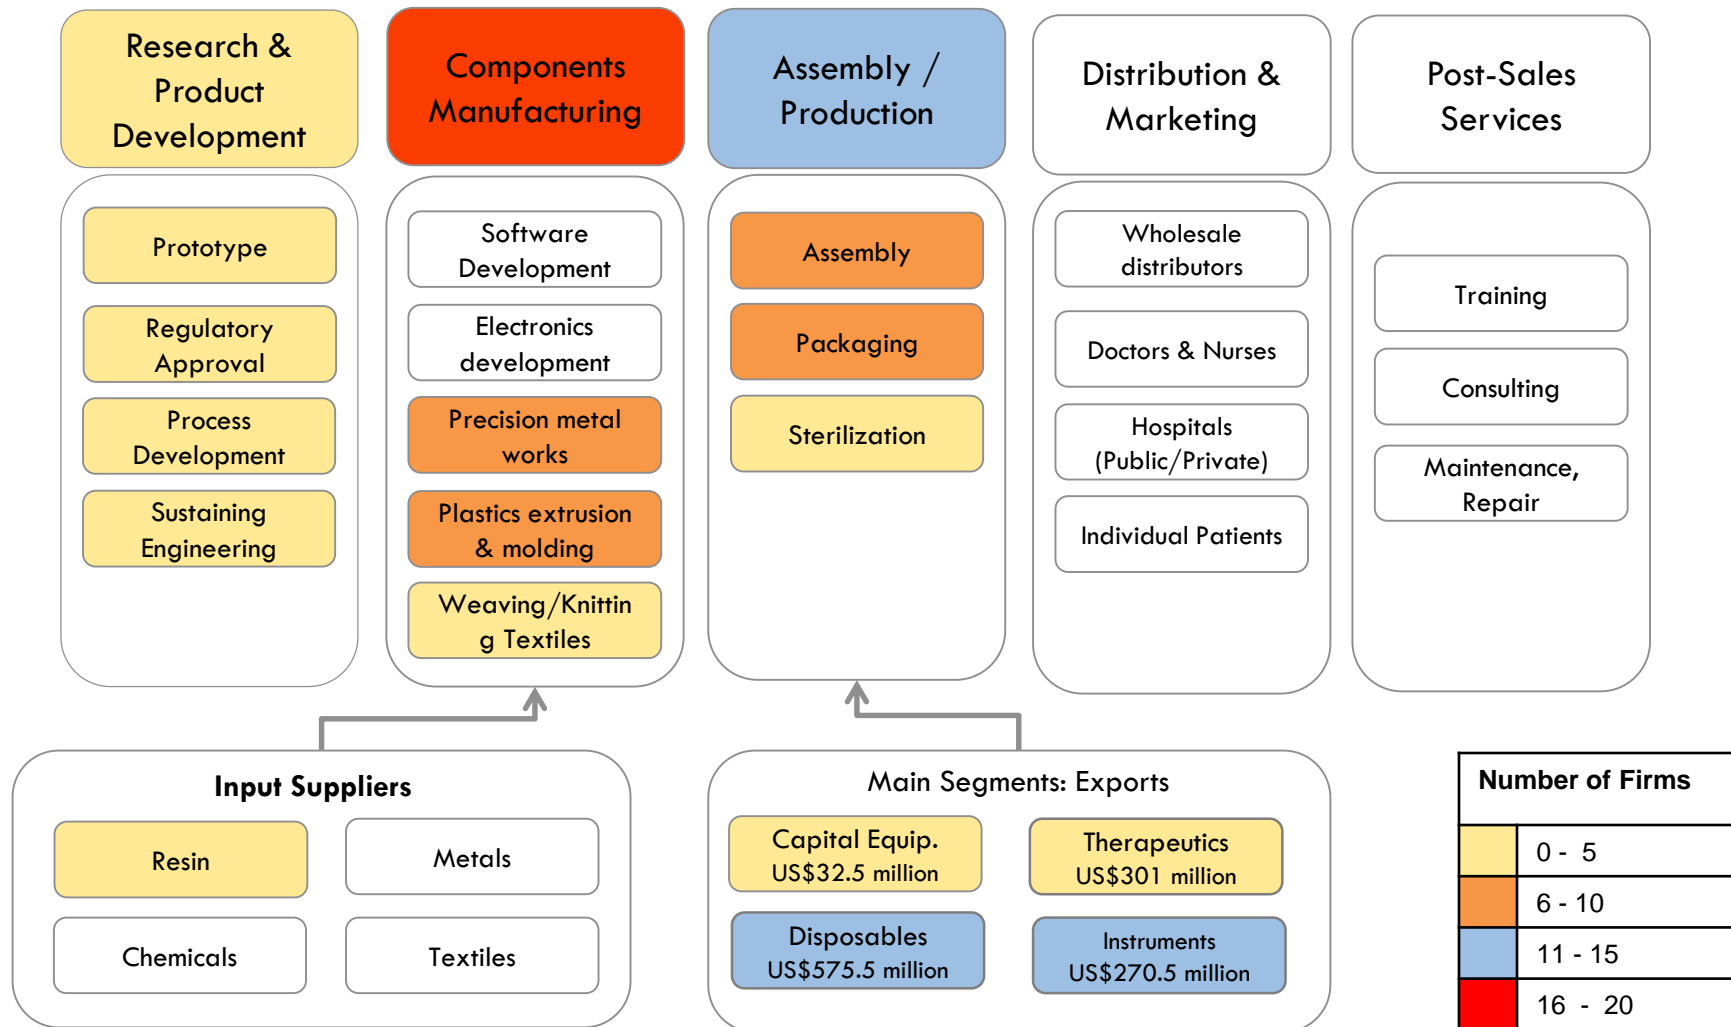 Research &
Product
Development
Components
Manufacturing
Assembly /
Production
Distribution &
Marketing
Post-Sales
Services
Prototype
Regulatory
Approval
Process
Development
Sustaining
Engineering
Software
Development
Electronics
development
Precision metal
works
Plastics extrusion
& molding
Weaving/Knittin
g Textiles
Assembly
Packaging
Sterilization
Wholesale
distributors
Doctors & Nurses
Hospitals
(Public/Private)
Individual Patients
Training
Consulting
Maintenance,
Repair
Input Suppliers
Resin
Metals
Chemicals
Textiles
Main Segments: Exports
Capital Equip.
US$32.5 million
Therapeutics
US$301 million
Disposables
US$575.5 million
Instruments
US$270.5 million
Number of Firms
0 - 5
6 - 10
11 - 15
16 - 20